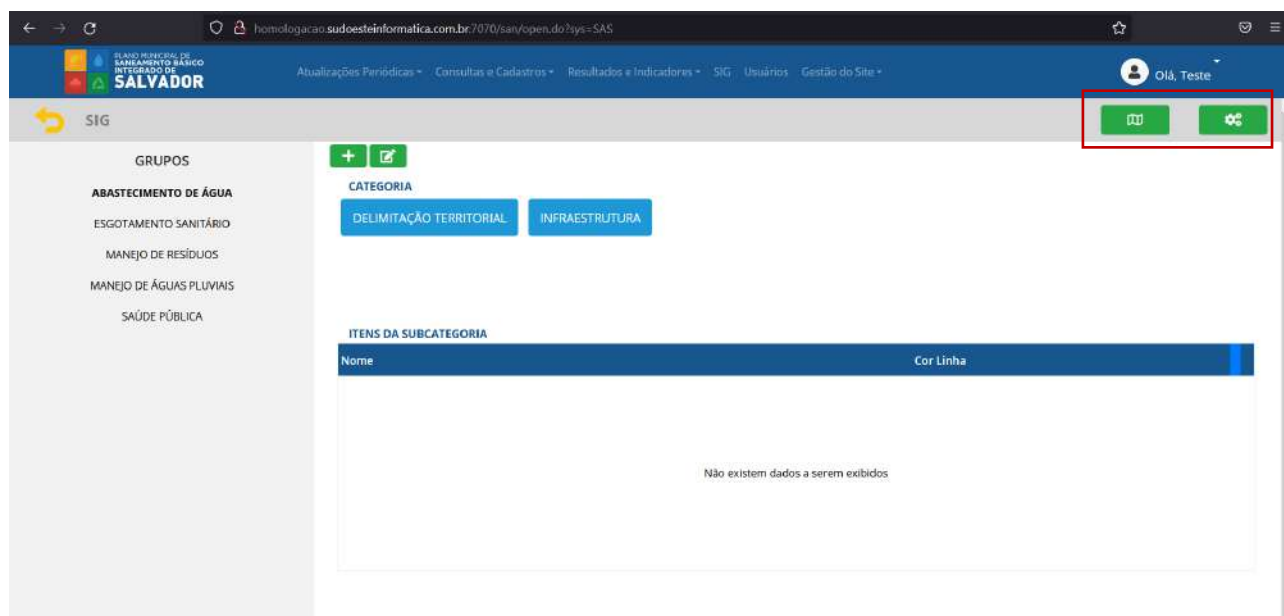 homologacao.sudoesteinformatica.com.br:7070/san/open.do?sys=SAS
PLANO MUNICIPAL DE
SANEAMENTO BÁSICO
INTEGRADO DE
SALVADOR
Atualizações Periódicas Consultas e Cadastros Resultados e Indicadores SIG Usuários Gestão do Site
Olá, Teste
SIG
GRUPOS
ABASTECIMENTO DE ÁGUA
ESGOTAMENTO SANITÁRIO
MANEJO DE RESÍDUOS
MANEJO DE ÁGUAS PLUVIAIS
SAÚDE PÚBLICA
CATEGORIA
DELIMITAÇÃO TERRITORIAL INFRAESTRUTURA
ITENS DA SUBCATEGORIA
Nome Cor Linha
Não existem dados a serem exibidos